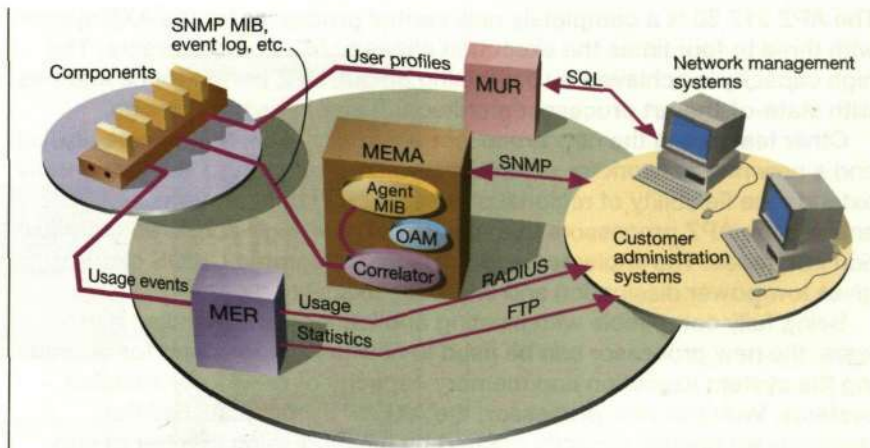 SNMP MIB,
event log, etc.
Components
User profiles
MUR
SQL
Network management
systems
MEMA
SNMP
Agent
MIB
OAM
Correlator
Customer
administration
systems
Usage events
MER
Usage
RADIUS
Statistics
FTP